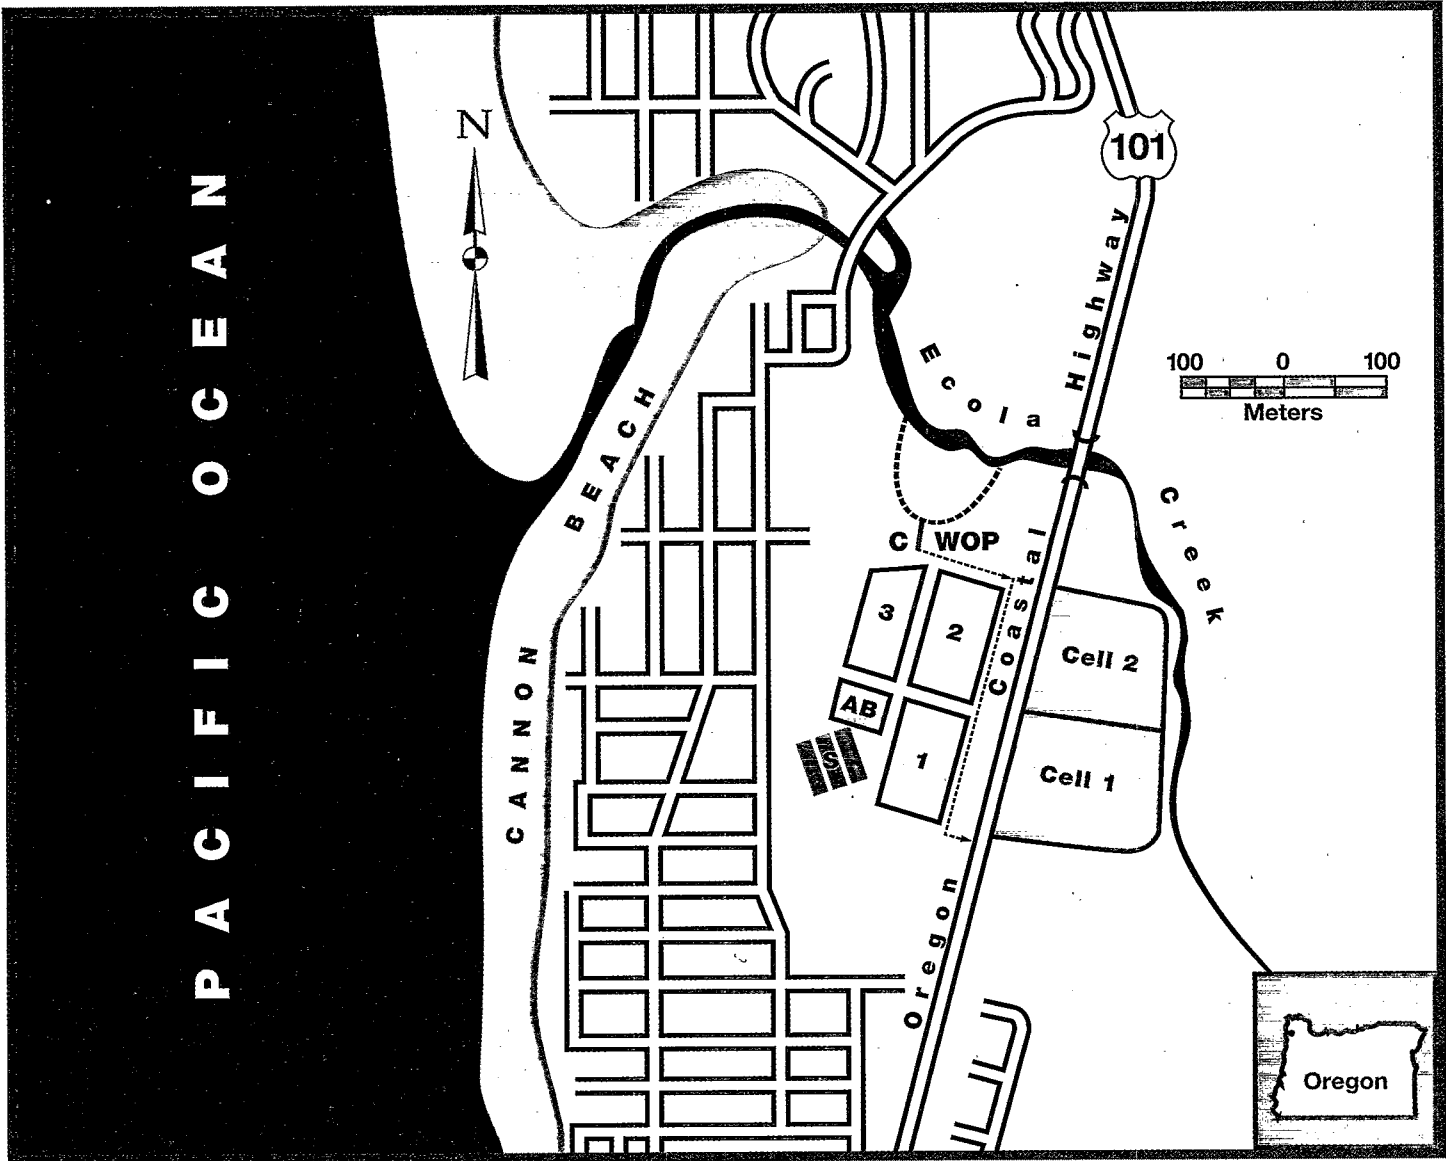 N
101
PACIFIC OCEAN
CANNON BEACH
Ecola Creek
Oregon Coastal Highway
100 0 100
Meters
C WOP
3
2
AB
S
1
Cell 2
Cell 1
Oregon